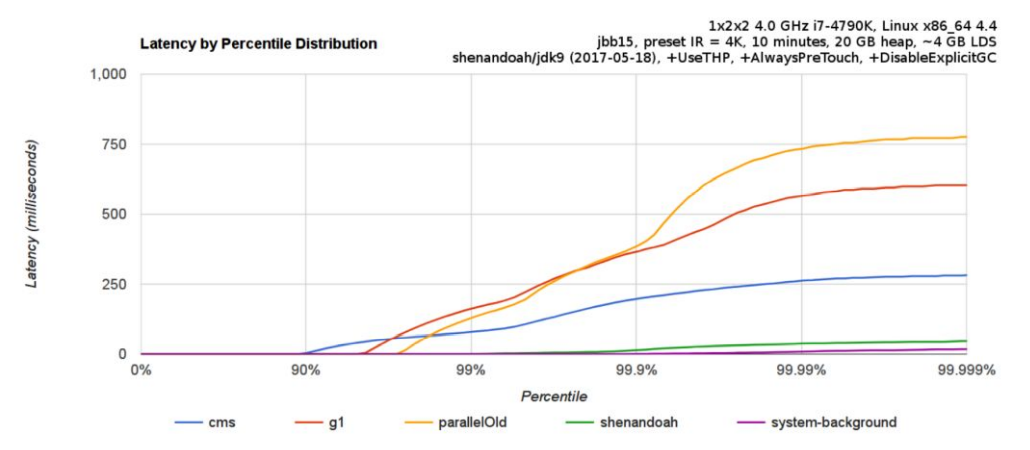 1x2x2 4.0 GHz i7-4790K, Linux x86_64 4.4
Latency by Percentile Distribution
jbb15, preset IR = 4K, 10 minutes, 20 GB heap, ~4 GB LDS
shenandoah/jdk9 (2017-05-18), +UseTHP, +AlwaysPreTouch, +DisableExplicitGC
1,000
750
500
250
0
Latency (milliseconds)
0% 90% 99% 99.9% 99.99% 99.999%
Percentile
cms g1 parallelOld shenandoah system-background